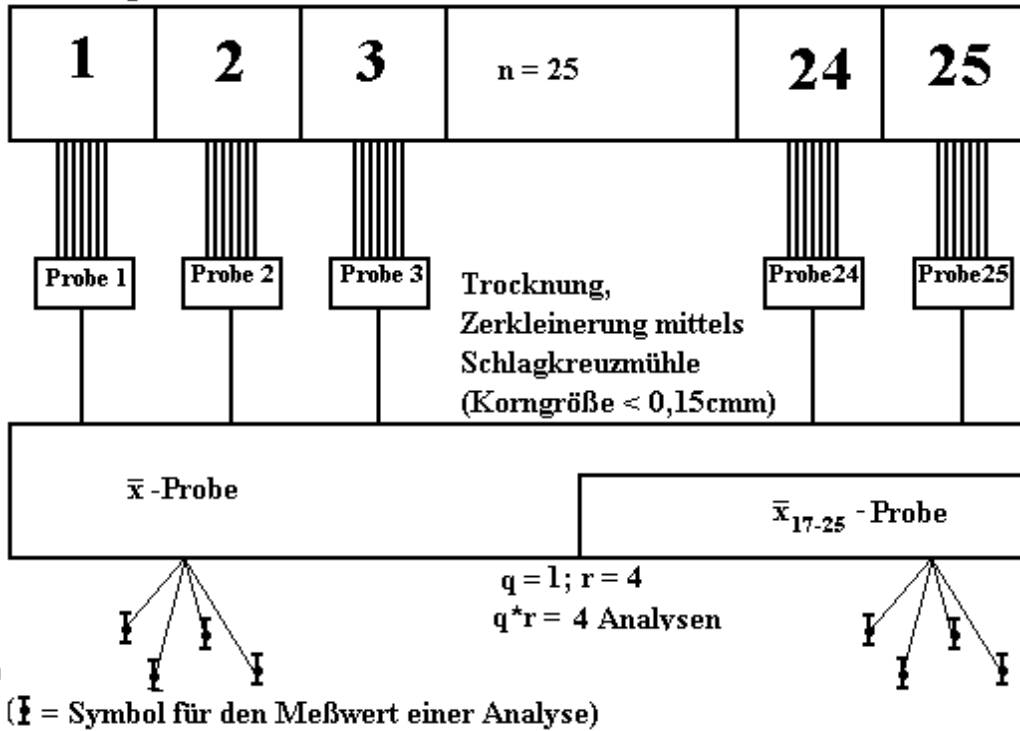 1 2 3 n = 25 24 25
Probe 1 Probe 2 Probe 3 Probe24 Probe25
Trocknung,
Zerkleinerung mittels
Schlagkreuzmühle
(Korngröße < 0,15cmm)
x̄ -Probe
x̄17-25 - Probe
q = 1; r = 4
q*r = 4 Analysen
( = Symbol für den Meßwert einer Analyse)